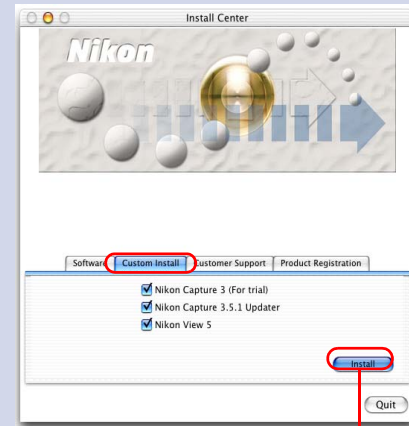 Install Center
Nikon
Software Custom Install Customer Support Product Registration
Nikon Capture 3 (For trial)
Nikon Capture 3.5.1 Updater
Nikon View 5
Install
Quit